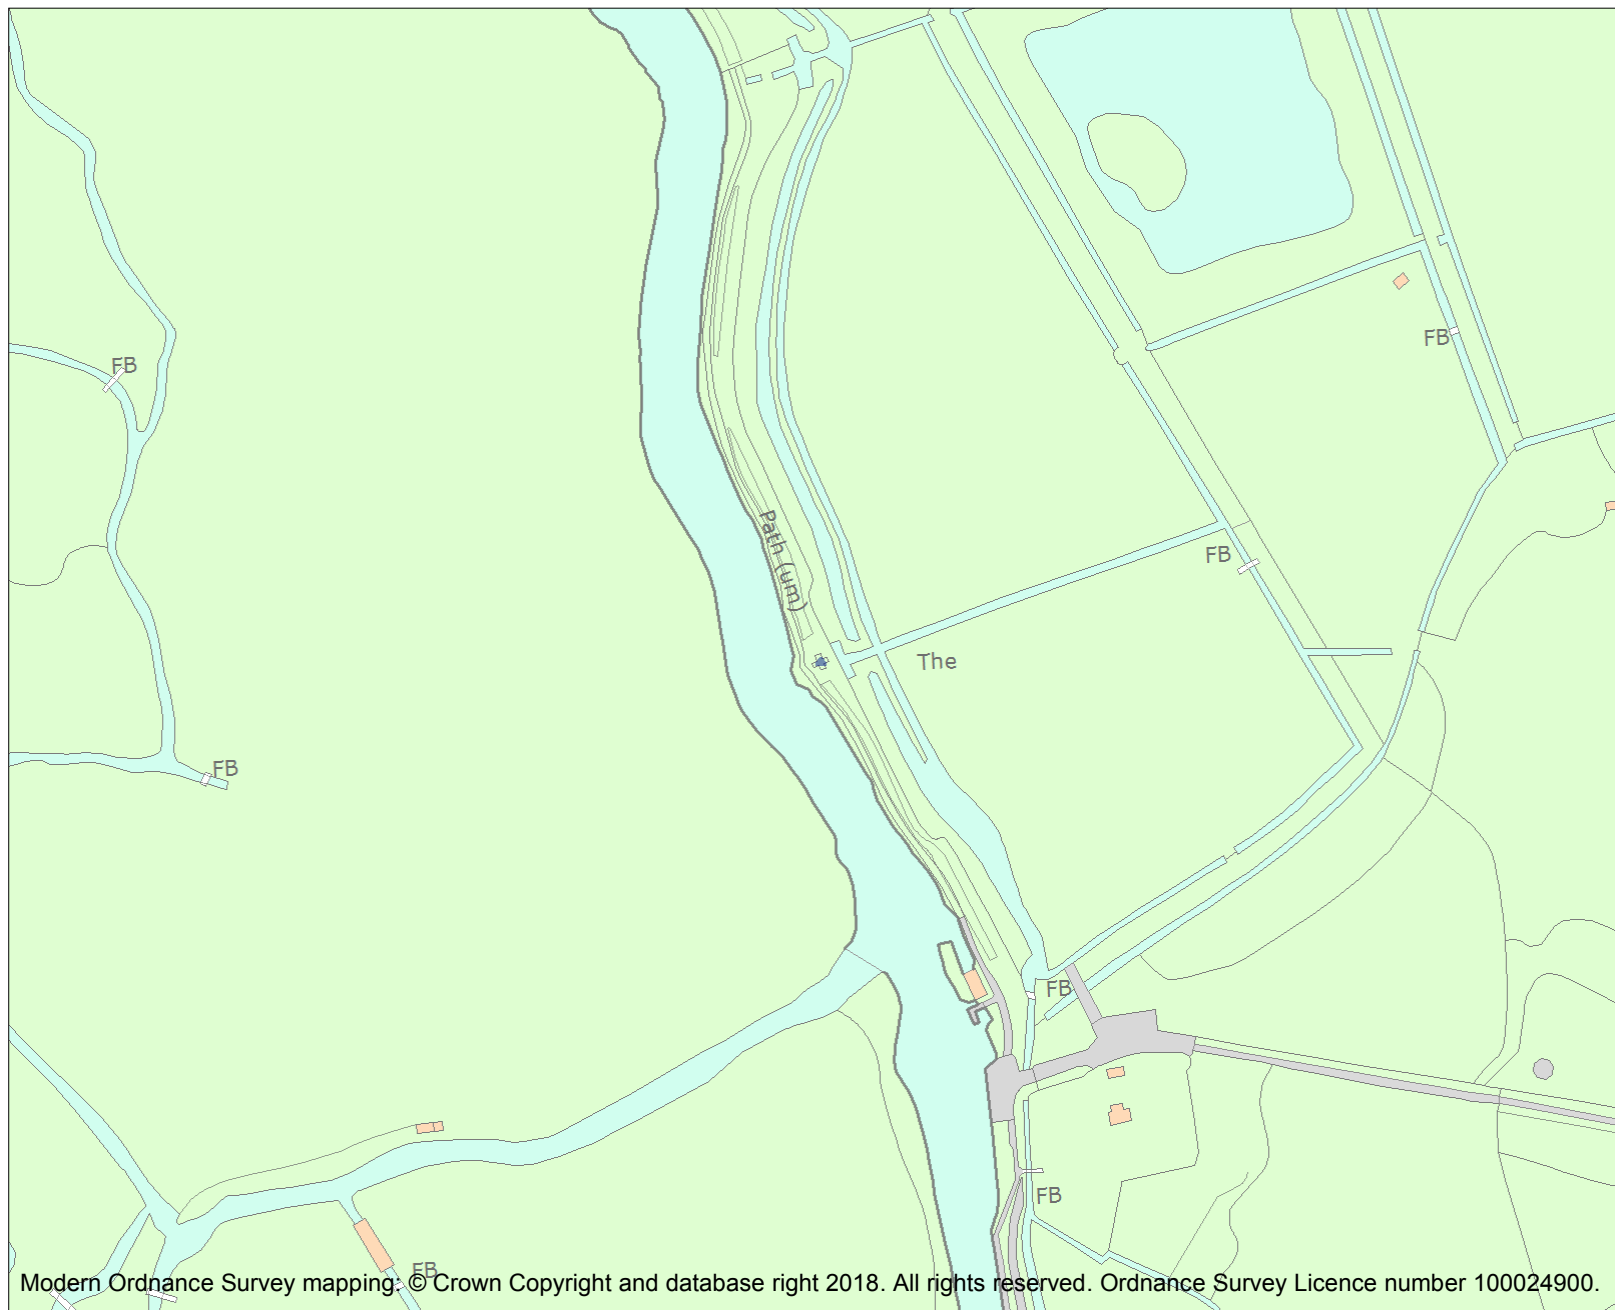 FB
FB
Path (um)
FB
The
FB
FB
FB
FB
Modern Ordnance Survey mapping: © Crown Copyright and database right 2018. All rights reserved. Ordnance Survey Licence number 100024900.